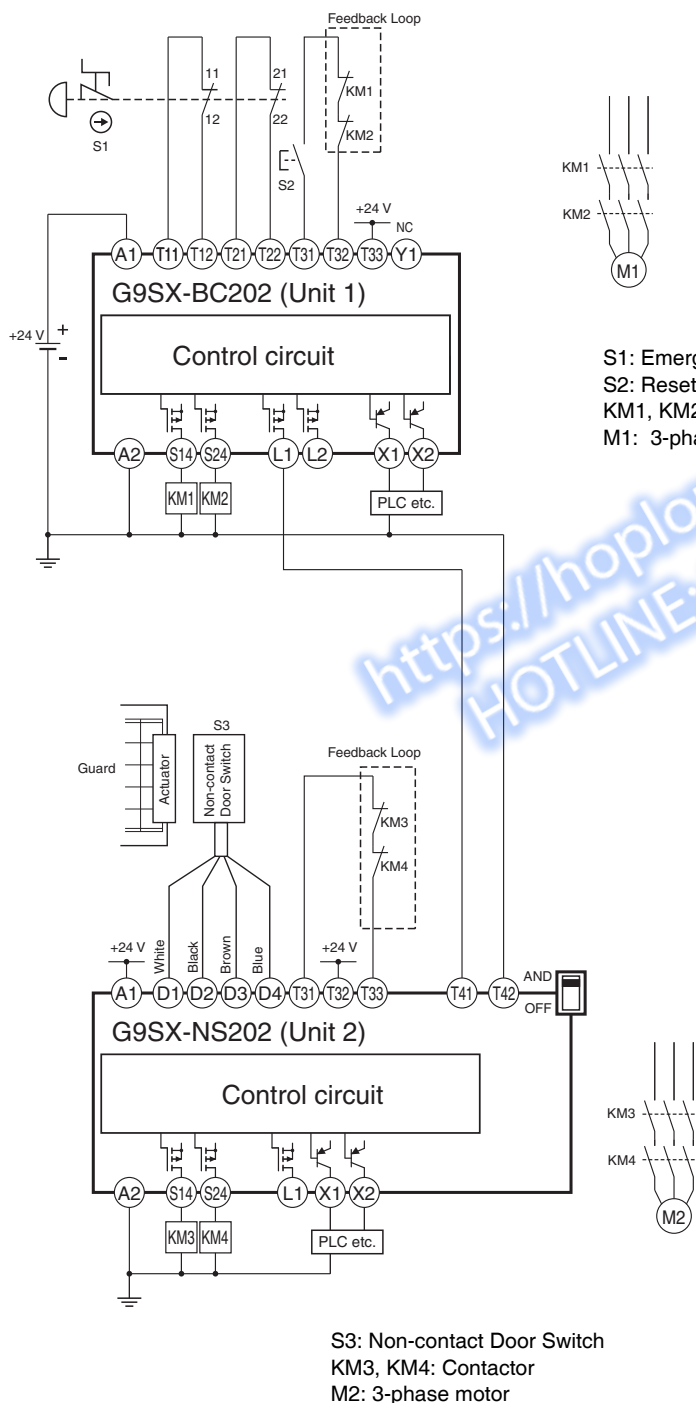 Feedback Loop
11
21
KM1
12
22
KM2
S1
S2
+24 V
NC
A1
T11
T12
T21
T22
T31
T32
T33
Y1
G9SX-BC202 (Unit 1)
+24 V
+
-
Control circuit
A2
S14
S24
L1
L2
X1
X2
KM1
KM2
PLC etc.
KM1
KM2
M1
S1: Emerg
S2: Reset
KM1, KM2
M1: 3-pha
https://hoplo
HOTLINE:
S3
Guard
Actuator
Non-contact
Door Switch
Feedback Loop
KM3
KM4
+24 V
White
Black
Brown
Blue
+24 V
A1
D1
D2
D3
D4
T31
T32
T33
T41
T42
AND
OFF
G9SX-NS202 (Unit 2)
Control circuit
A2
S14
S24
L1
X1
X2
KM3
KM4
PLC etc.
KM3
KM4
M2
S3: Non-contact Door Switch
KM3, KM4: Contactor
M2: 3-phase motor